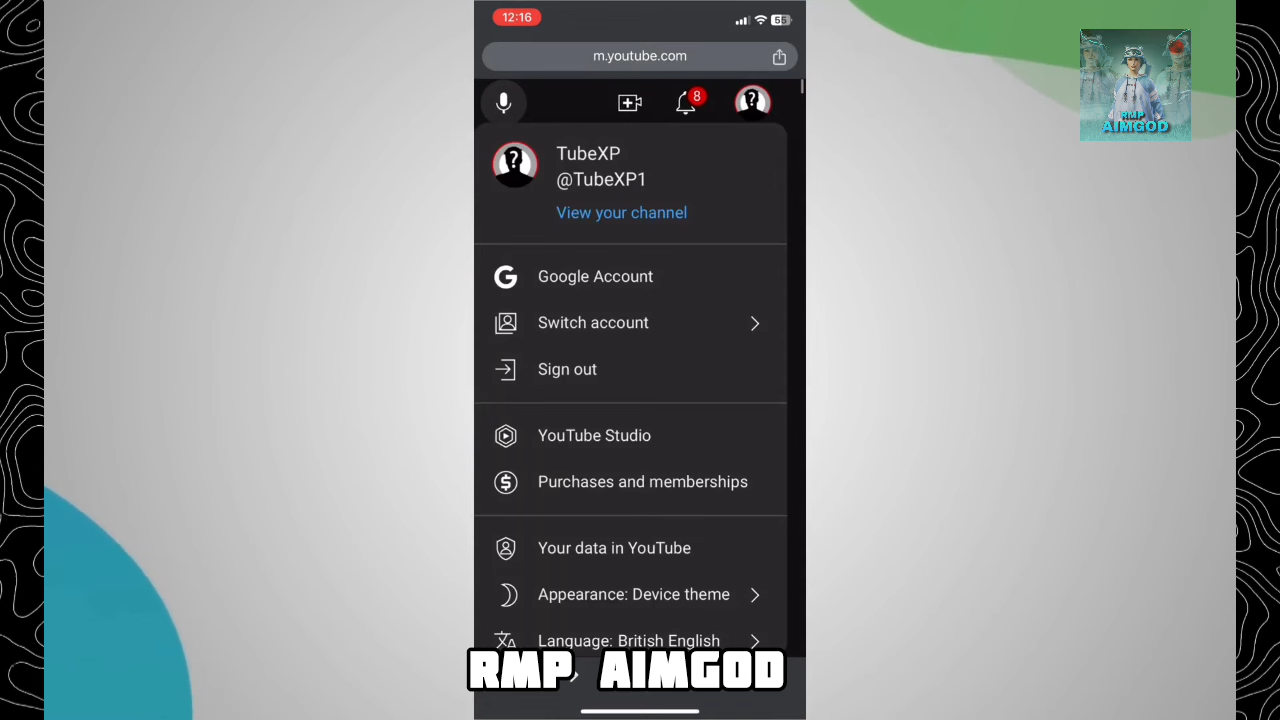 12:16
65
m.youtube.com
8
?
TubeXP
?
@TubeXP1
View your channel
G
Google Account
Switch account
Sign out
YouTube Studio
$
Purchases and memberships
Your data in YouTube
Appearance: Device theme
Language: British English
RMP AIMGOD
RMP
AIMGOD